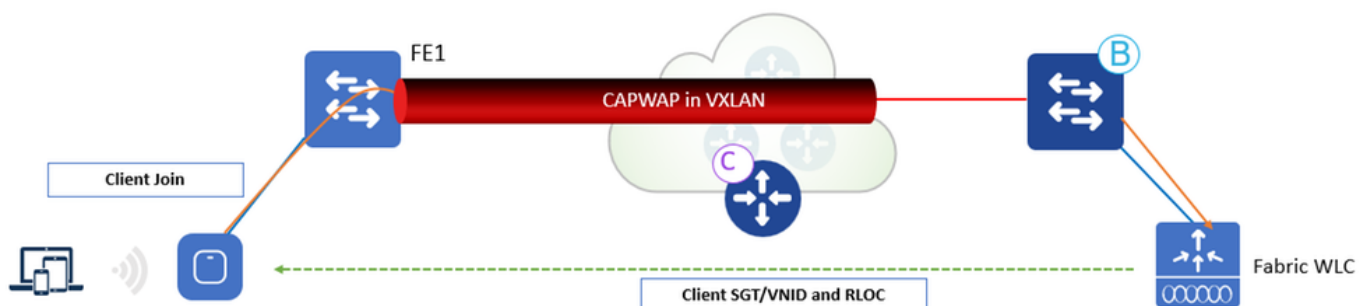 FE1
B
CAPWAP in VXLAN
C
Client Join
Fabric WLC
Client SGT/VNID and RLOC